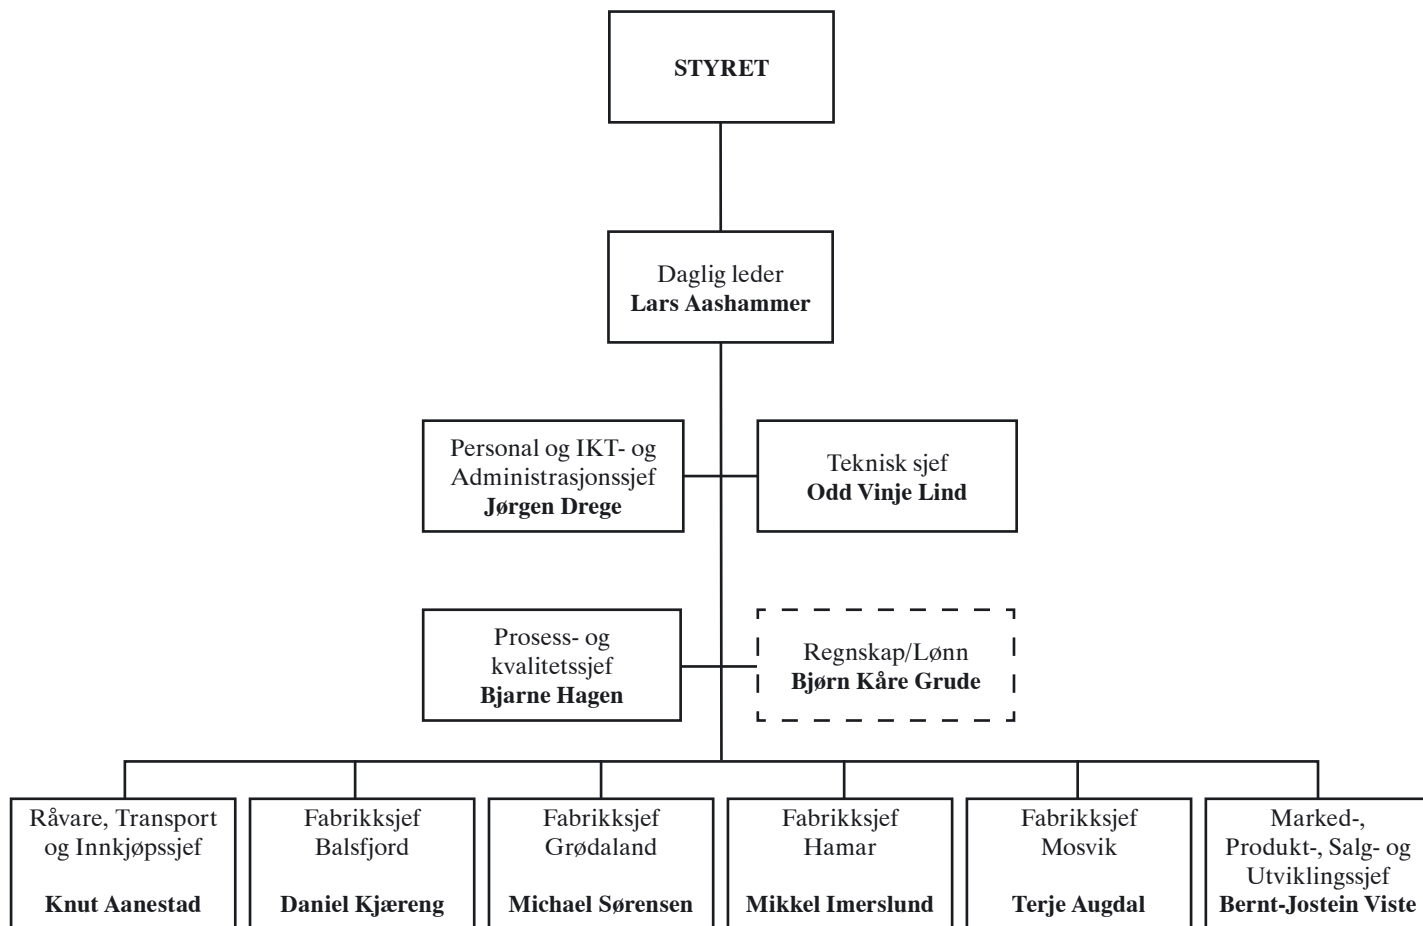 STYRET
Daglig leder
Lars Aashammer
Personal og IKT- og
Administrasjonssjef
Jørgen Drege
Teknisk sjef
Odd Vinje Lind
Prosess- og
kvalitetssjef
Bjarne Hagen
Regnskap/Lønn
Bjørn Kåre Grude
Råvare, Transport
og Innkjøpssjef
Knut Aanestad
Fabrikksjef
Balsfjord
Daniel Kjæreng
Fabrikksjef
Grødaland
Michael Sørensen
Fabrikksjef
Hamar
Mikkel Imerslund
Fabrikksjef
Mosvik
Terje Augdal
Marked-,
Produkt-, Salg- og
Utviklingssjef
Bernt-Jostein Viste